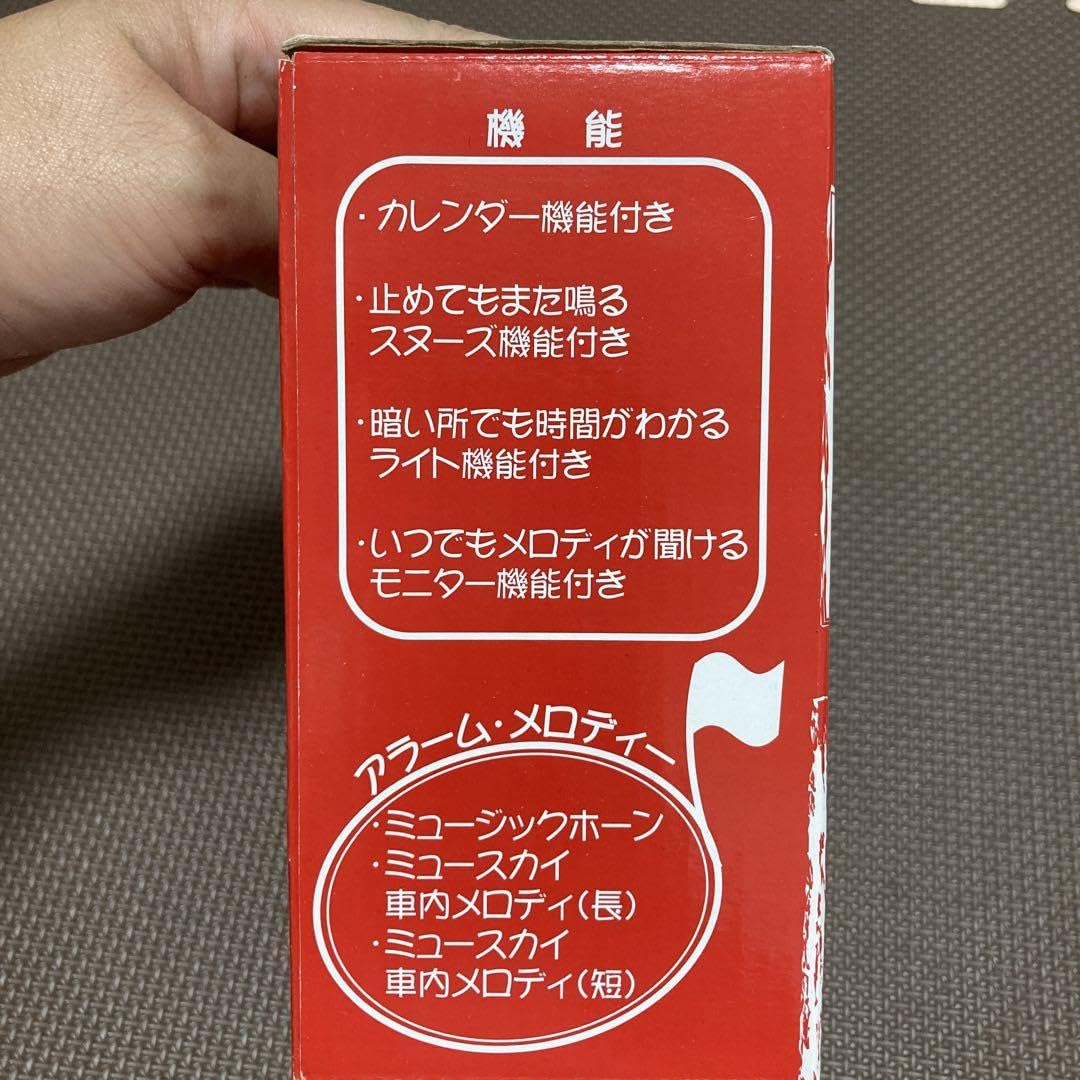 機能
・カレンダー機能付き
・止めてもまた鳴る
スヌーズ機能付き
・暗い所でも時間がわかる
ライト機能付き
・いつでもメロディが聞ける
モニター機能付き
アラーム・メロディー
・ミュージックホーン
・ミュースカイ
車内メロディ(長)
・ミュースカイ
車内メロディ(短)